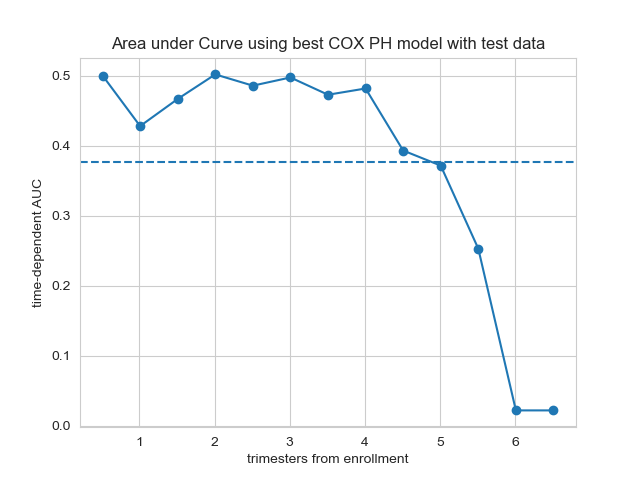 Area under Curve using best COX PH model with test data
0.5
0.4
0.3
0.2
0.1
0.0
time-dependent AUC
1 2 3 4 5 6
trimesters from enrollment